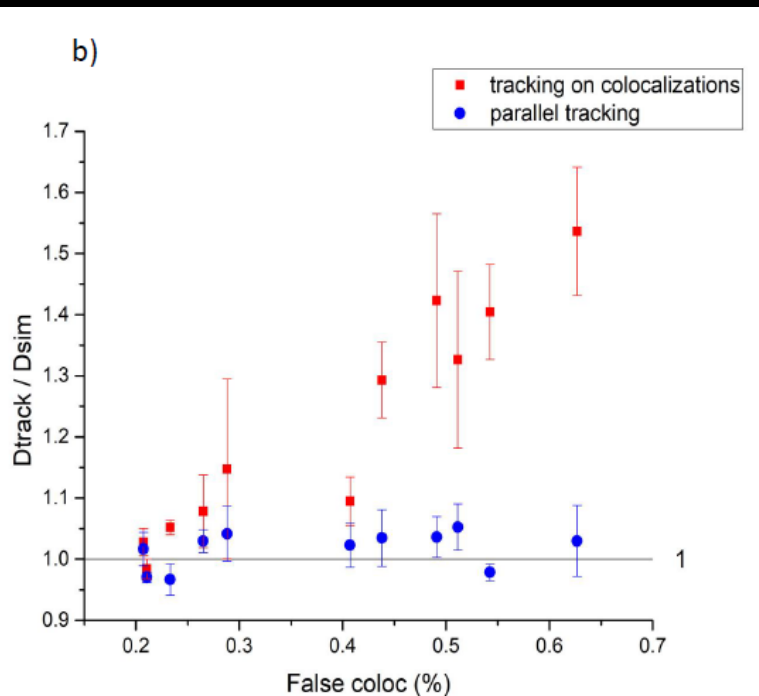 b)
tracking on colocalizations
parallel tracking
1.7
1.6
1.5
1.4
1.3
1.2
1.1
1.0
0.9
Dtrack / Dsim
1
0.2 0.3 0.4 0.5 0.6 0.7
False coloc (%)